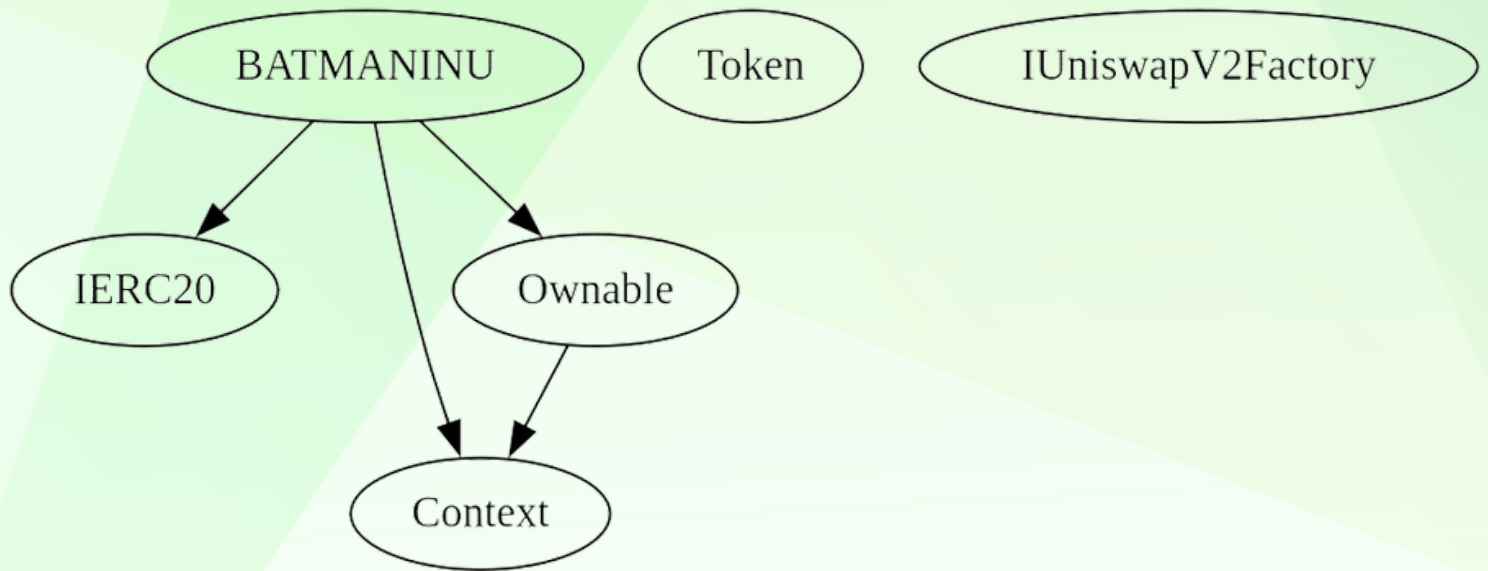 BATMANINU
Token
IUniswapV2Factory
IERC20
Ownable
Context